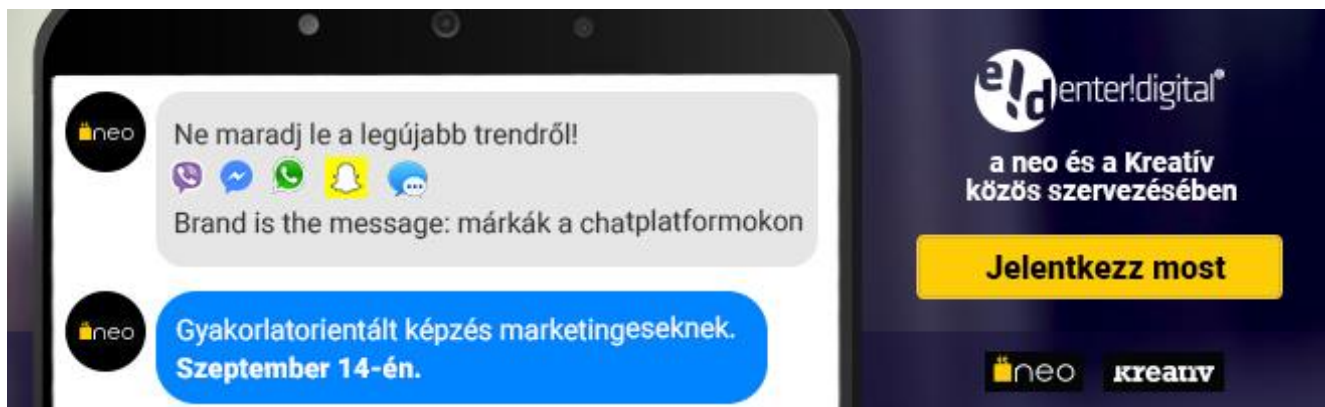 neo
Ne maradj le a legújabb trendről!
Brand is the message: márkák a chatplatformokon
neo
Gyakorlatorientált képzés marketingeseknek.
Szeptember 14-én.
e!d enter!digital®
a neo és a Kreatív
közös szervezésében
Jelentkezz most
neo Kreatív